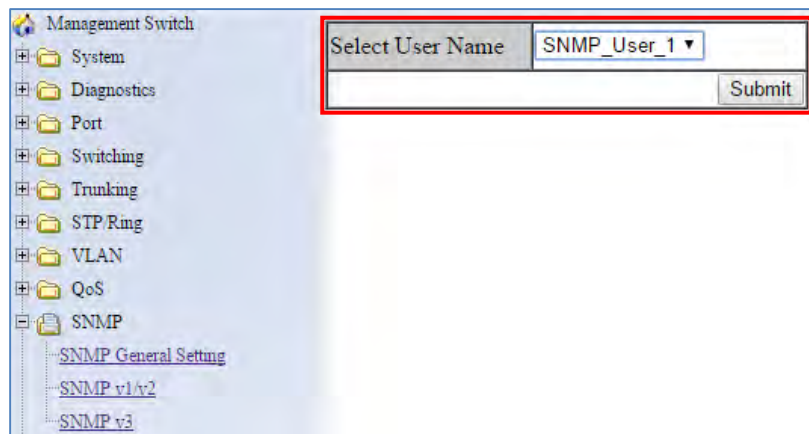 Management Switch
System
Diagnostics
Port
Switching
Trunking
STP/Ring
VLAN
QoS
SNMP
SNMP General Setting
SNMP v1/v2
SNMP v3
Select User Name SNMP_User_1
Submit